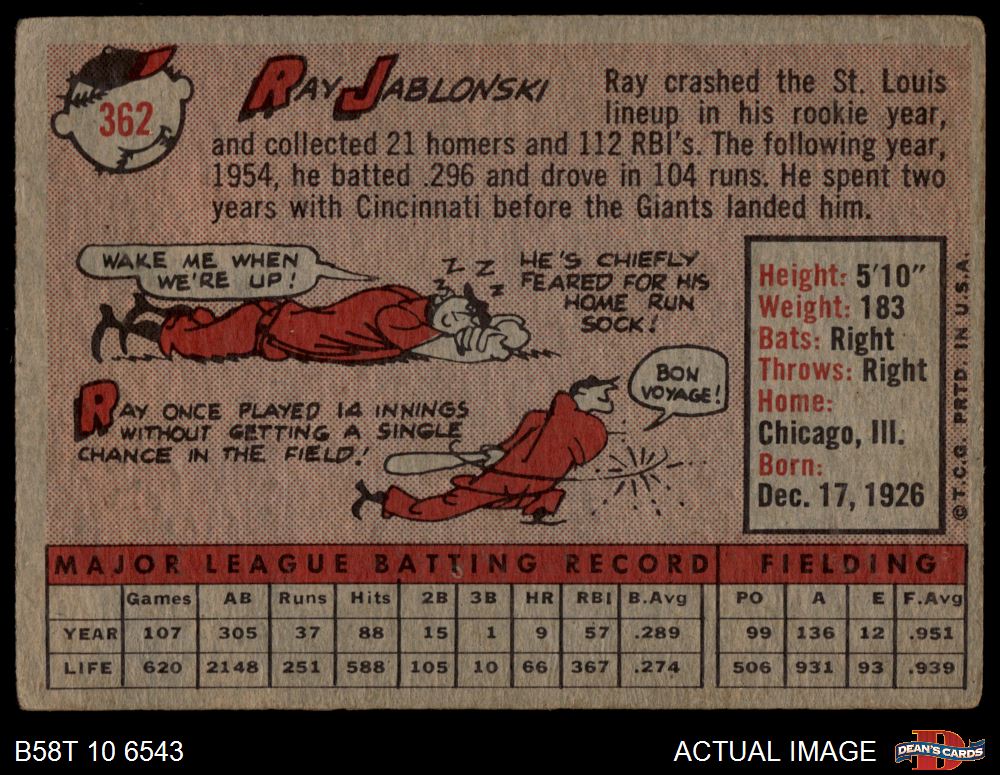 362
RAY JABLONSKI
Ray crashed the St. Louis
lineup in his rookie year,
and collected 21 homers and 112 RBI's. The following year,
1954, he batted .296 and drove in 104 runs. He spent two
years with Cincinnati before the Giants landed him.
WAKE ME WHEN
WE'RE UP!
Z Z
Z Z
HE'S CHIEFLY
FEARED FOR HIS
HOME RUN
SOCK!
BON
VOYAGE!
RAY ONCE PLAYED 14 INNINGS
WITHOUT GETTING A SINGLE
CHANCE IN THE FIELD!
Height: 5'10"
Weight: 183
Bats: Right
Throws: Right
Home:
Chicago, Ill.
Born:
Dec. 17, 1926
©T.C.G. PRTD. IN U.S.A.
MAJOR LEAGUE BATTING RECORD FIELDING
Games AB Runs Hits 2B 3B HR RBI B.Avg PO A E F.Avg
YEAR 107 305 37 88 15 1 9 57 .289 99 136 12 .951
LIFE 620 2148 251 588 105 10 66 367 .274 506 931 93 .939
B58T 10 6543
ACTUAL IMAGE
DEAN'S CARDS